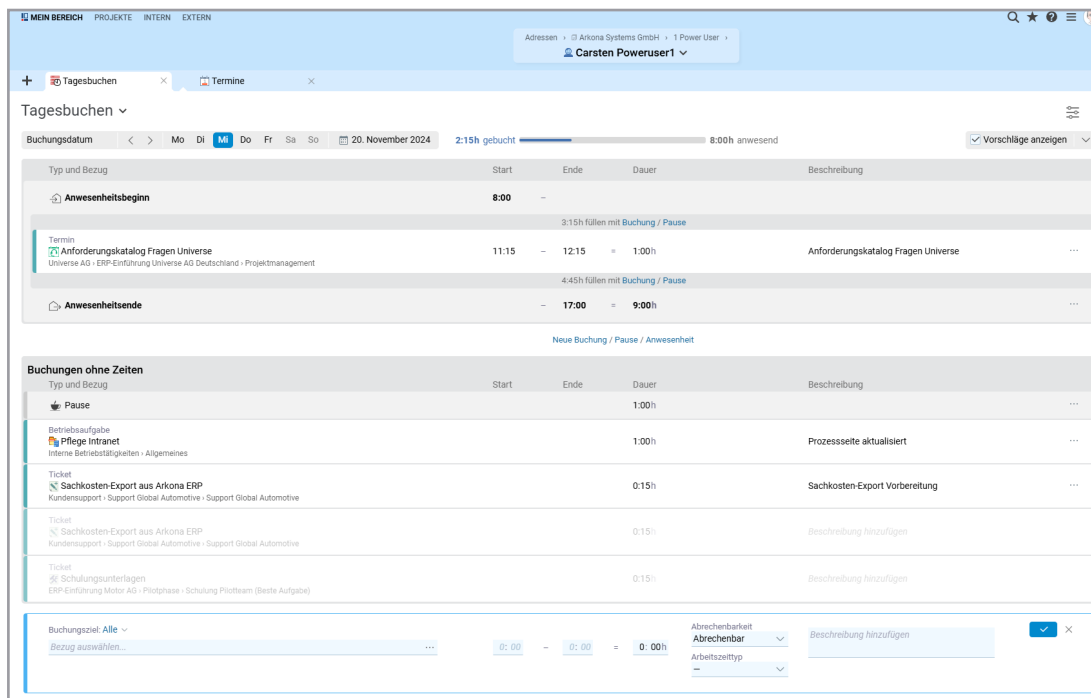 MEIN BEREICH PROJEKTE INTERN EXTERN
Adressen › Arkona Systems GmbH › 1 Power User ›
Carsten Poweruser1
+ Tagesbuchen × Termine ×
Tagesbuchen
Buchungsdatum < > Mo Di Mi Do Fr Sa So 20. November 2024 2:15h gebucht 8:00h anwesend Vorschläge anzeigen
Typ und Bezug Start Ende Dauer Beschreibung
Anwesenheitsbeginn 8:00 –
3:15h füllen mit Buchung / Pause
Termin
Anforderungskatalog Fragen Universe 11:15 – 12:15 = 1:00h Anforderungskatalog Fragen Universe ...
Universe AG › ERP-Einführung Universe AG Deutschland › Projektmanagement
4:45h füllen mit Buchung / Pause
Anwesenheitsende – 17:00 = 9:00h ...
Neue Buchung / Pause / Anwesenheit
Buchungen ohne Zeiten
Typ und Bezug Start Ende Dauer Beschreibung
Pause 1:00h ...
Betriebsaufgabe
Pflege Intranet 1:00h Prozessseite aktualisiert ...
Interne Betriebstätigkeiten › Allgemeines
Ticket
Sachkosten-Export aus Arkona ERP 0:15h Sachkosten-Export Vorbereitung ...
Kundensupport › Support Global Automotive › Support Global Automotive
Ticket
Sachkosten-Export aus Arkona ERP 0:15h Beschreibung hinzufügen
Kundensupport › Support Global Automotive › Support Global Automotive
Ticket
Schulungsunterlagen 0:15h Beschreibung hinzufügen
ERP-Einführung Motor AG › Pilotphase › Schulung Pilotteam (Beste Aufgabe)
Buchungsziel: Alle
Bezug auswählen... ... 0: 00 – 0: 00 = 0: 00h
Abrechenbarkeit
Abrechenbar
Arbeitszeittyp
–
Beschreibung hinzufügen